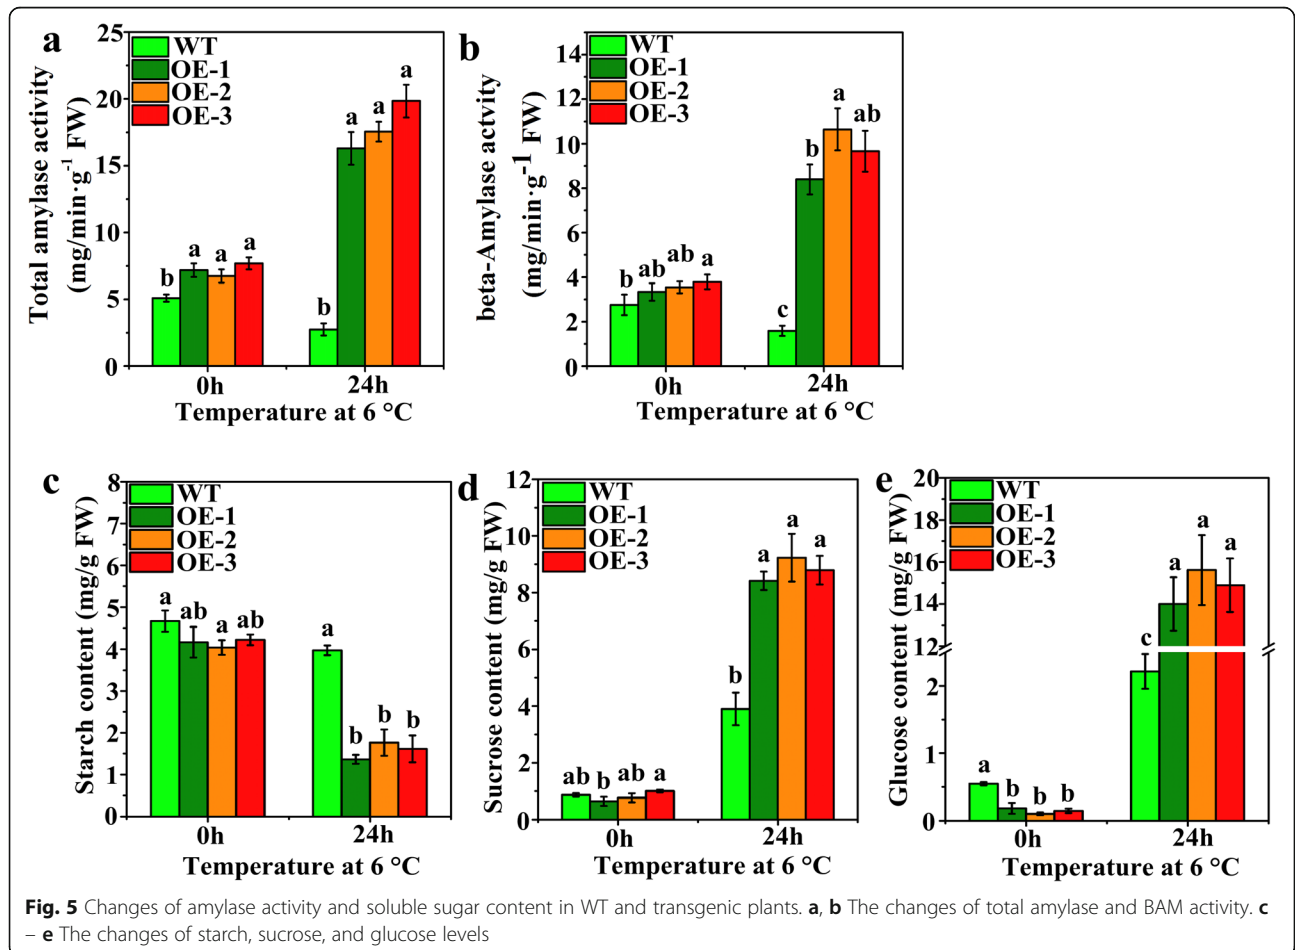 a
25
20
15
10
5
0
Total amylase activity
(mg/min·g-1 FW)
WT
OE-1
OE-2
OE-3
b
a
a
a
b
a
a
a
0h
24h
Temperature at 6 °C
b
14
12
10
8
6
4
2
0
beta-Amylase actvity
(mg/min·g-1 FW)
WT
OE-1
OE-2
OE-3
b
ab
ab
a
c
b
a
ab
0h
24h
Temperature at 6 °C
c
8
7
6
5
4
3
2
1
0
Starch content (mg/g FW)
WT
OE-1
OE-2
OE-3
a
ab
a
ab
a
b
b
b
0h
24h
Temperature at 6 °C
d
12
10
8
6
4
2
0
Sucrose content (mg/g FW)
WT
OE-1
OE-2
OE-3
ab
b
ab
a
b
a
a
a
0h
24h
Temperature at 6 °C
e
20
18
16
14
12
2
1
0
Glucose content (mg/g FW)
WT
OE-1
OE-2
OE-3
a
b
b
b
c
a
a
a
0h
24h
Temperature at 6 °C
Fig. 5 Changes of amylase activity and soluble sugar content in WT and transgenic plants. a, b The changes of total amylase and BAM activity. c
– e The changes of starch, sucrose, and glucose levels